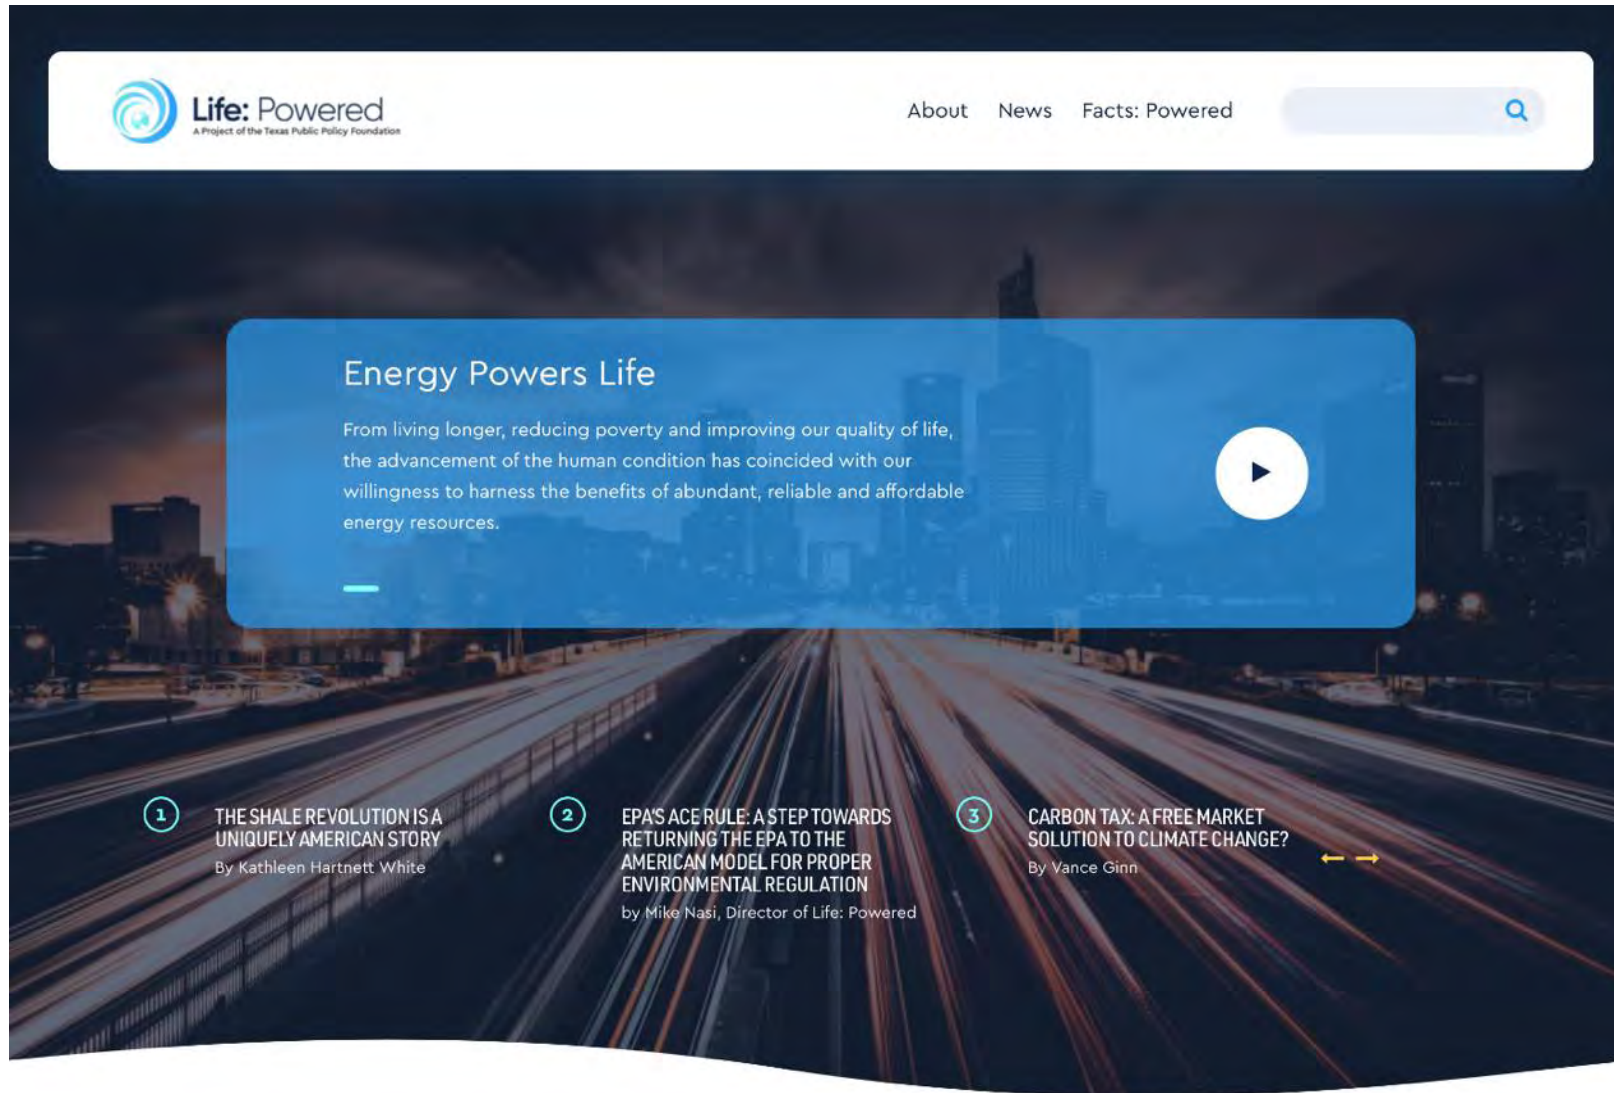 Life: Powered
A Project of the Texas Public Policy Foundation
About News Facts: Powered
Energy Powers Life
From living longer, reducing poverty and improving our quality of life,
the advancement of the human condition has coincided with our
willingness to harness the benefits of abundant, reliable and affordable
energy resources.
1
THE SHALE REVOLUTION IS A
UNIQUELY AMERICAN STORY
By Kathleen Hartnett White
2
EPA'S ACE RULE: A STEP TOWARDS
RETURNING THE EPA TO THE
AMERICAN MODEL FOR PROPER
ENVIRONMENTAL REGULATION
by Mike Nasi, Director of Life: Powered
3
CARBON TAX: A FREE MARKET
SOLUTION TO CLIMATE CHANGE?
By Vance Ginn